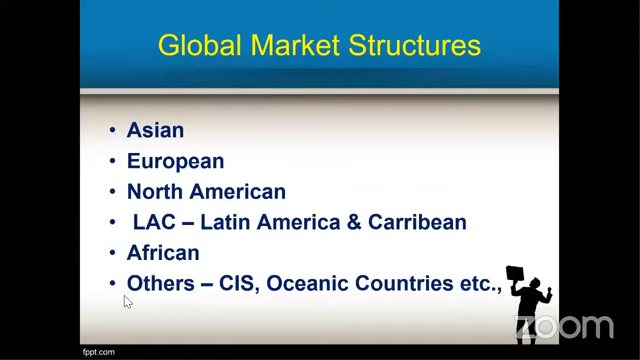 Global Market Structures
• Asian
• European
• North American
• LAC – Latin America & Carribean
• African
• Others – CIS, Oceanic Countries etc.,
zoom
fppt.com